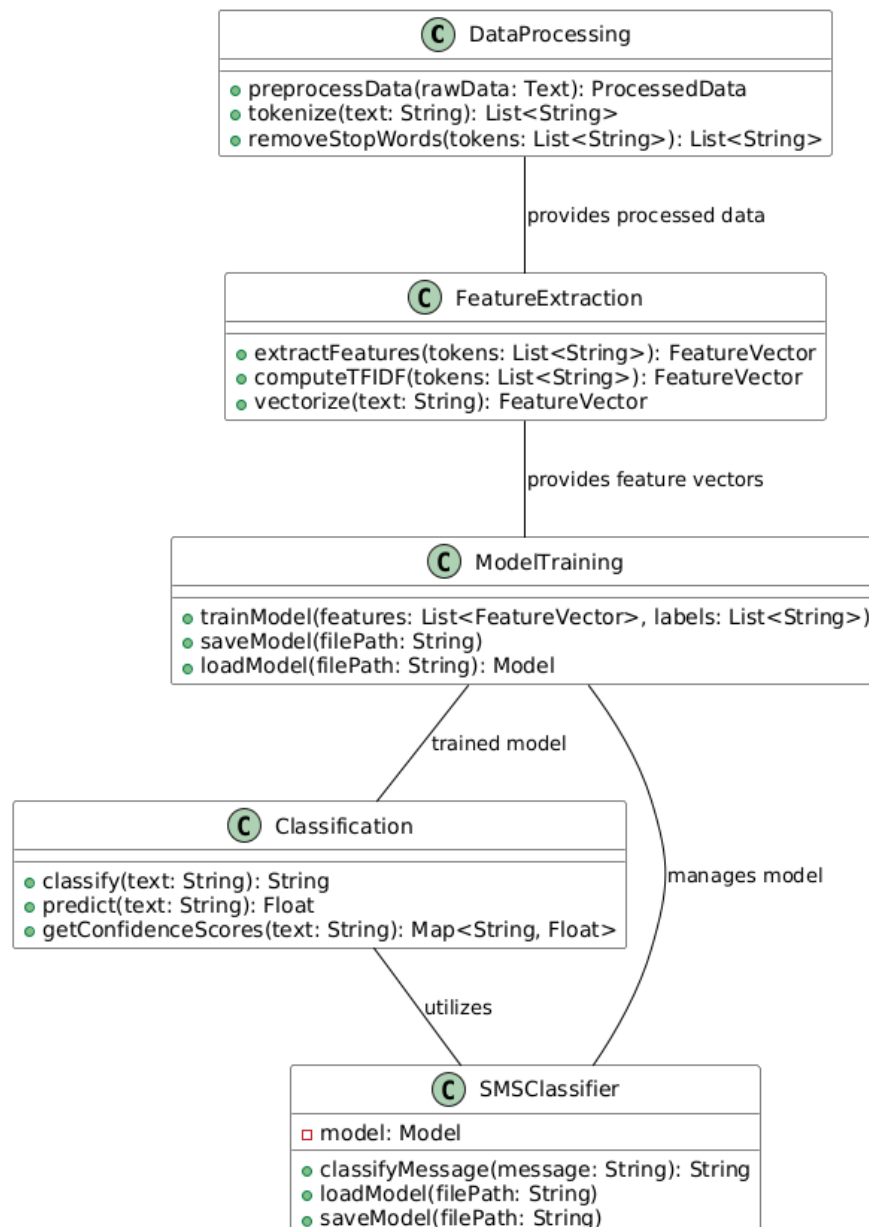 C DataProcessing
preprocessData(rawData: Text): ProcessedData
tokenize(text: String): List<String>
removeStopWords(tokens: List<String>): List<String>
provides processed data
C FeatureExtraction
extractFeatures(tokens: List<String>): FeatureVector
computeTFIDF(tokens: List<String>): FeatureVector
vectorize(text: String): FeatureVector
provides feature vectors
C ModelTraining
trainModel(features: List<FeatureVector>, labels: List<String>)
saveModel(filePath: String)
loadModel(filePath: String): Model
trained model
C Classification
classify(text: String): String
predict(text: String): Float
getConfidenceScores(text: String): Map<String, Float>
manages model
utilizes
C SMSClassifier
model: Model
classifyMessage(message: String): String
loadModel(filePath: String)
saveModel(filePath: String)